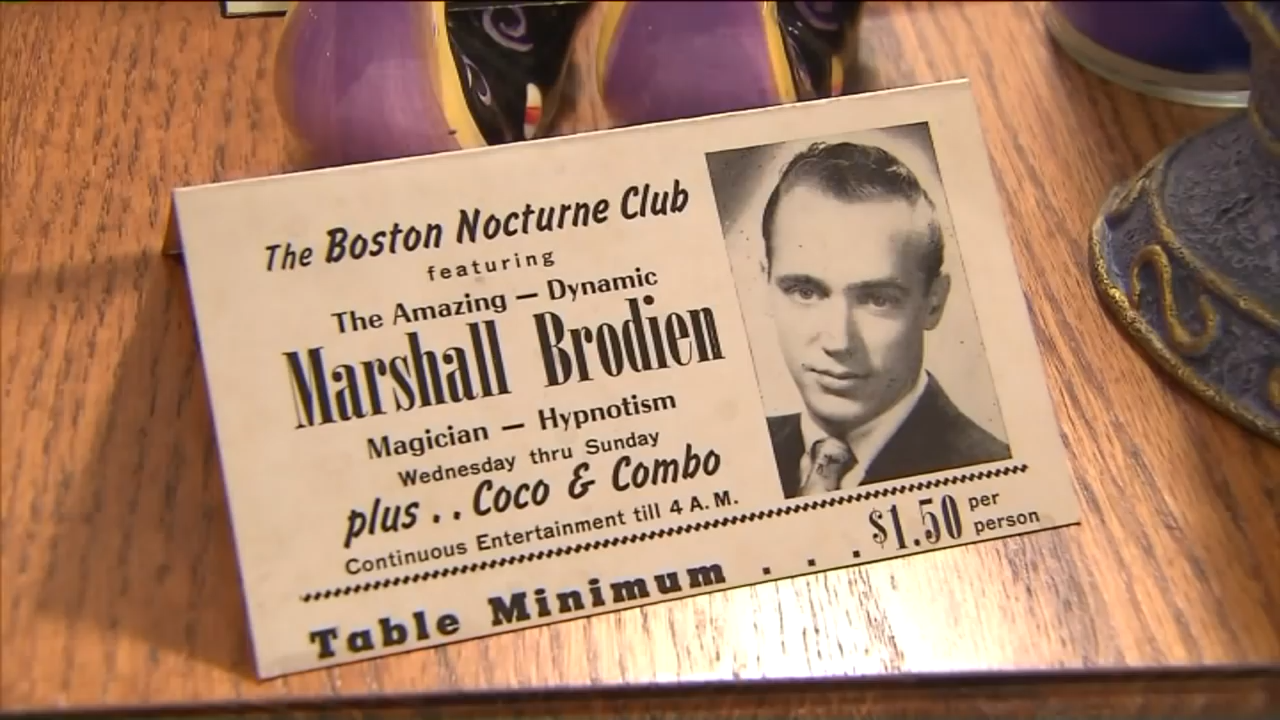 The Boston Nocturne Club
featuring
The Amazing — Dynamic
Marshall Brodien
Magician — Hypnotism
Wednesday thru Sunday
plus . . Coco & Combo
Continuous Entertainment till 4 A.M.
Table Minimum . . . $1.50 per person